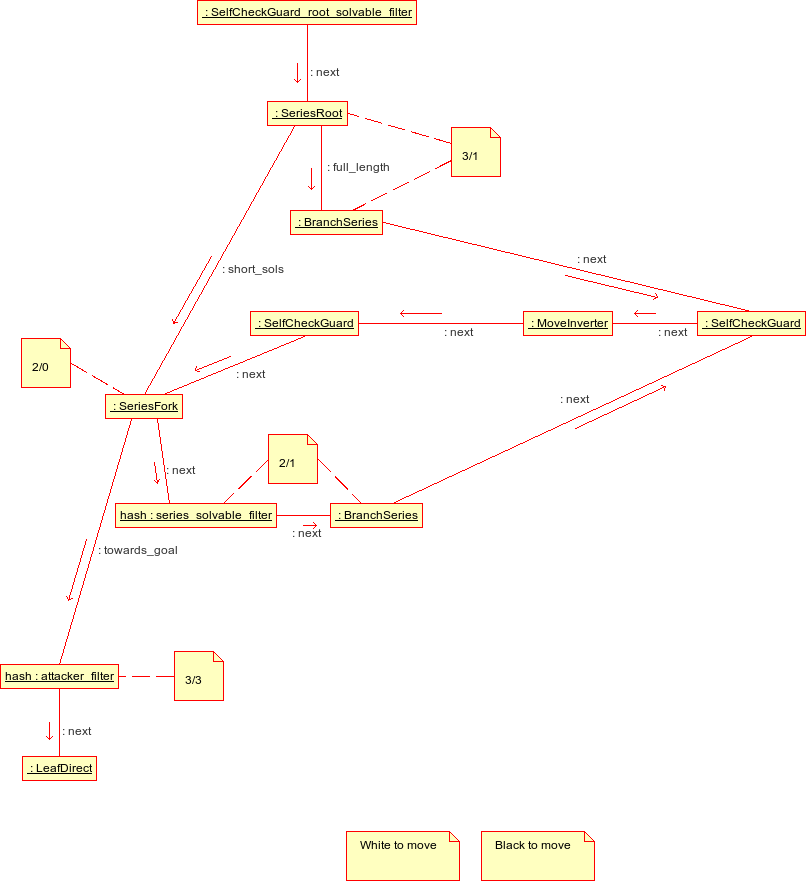 : SelfCheckGuard_root_solvable_filter
: next
: SeriesRoot
3/1
: full_length
: BranchSeries
: next
: short_sols
: SelfCheckGuard
: MoveInverter
: SelfCheckGuard
: next
: next
2/0
: next
: SeriesFork
: next
2/1
: next
hash : series_solvable_filter
: BranchSeries
: next
: towards_goal
hash : attacker_filter
3/3
: next
: LeafDirect
White to move
Black to move